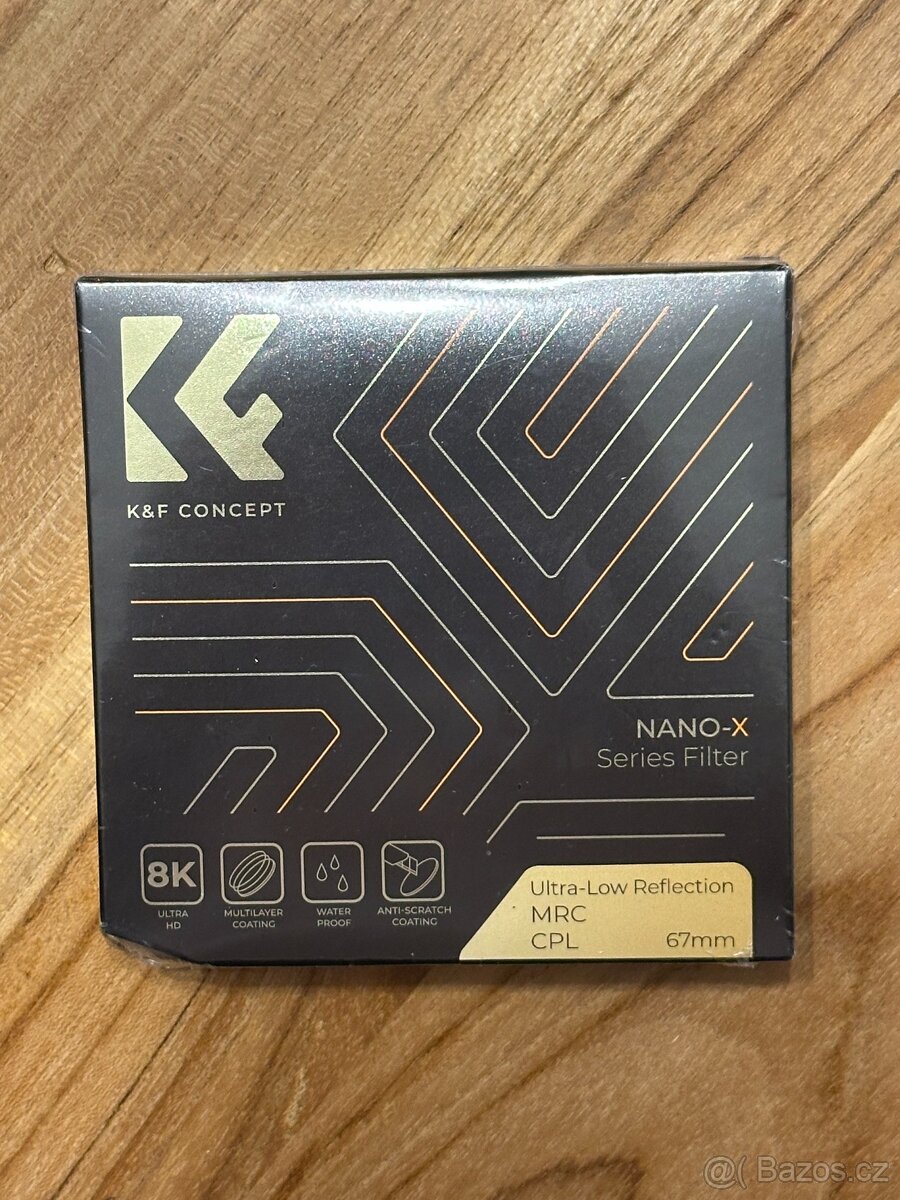 K&F CONCEPT
NANO-X
Series Filter
8K
ULTRA
HD
MULTILAYER
COATING
WATER
PROOF
ANTI-SCRATCH
COATING
Ultra-Low Reflection
MRC
CPL 67mm
@( Bazos.cz